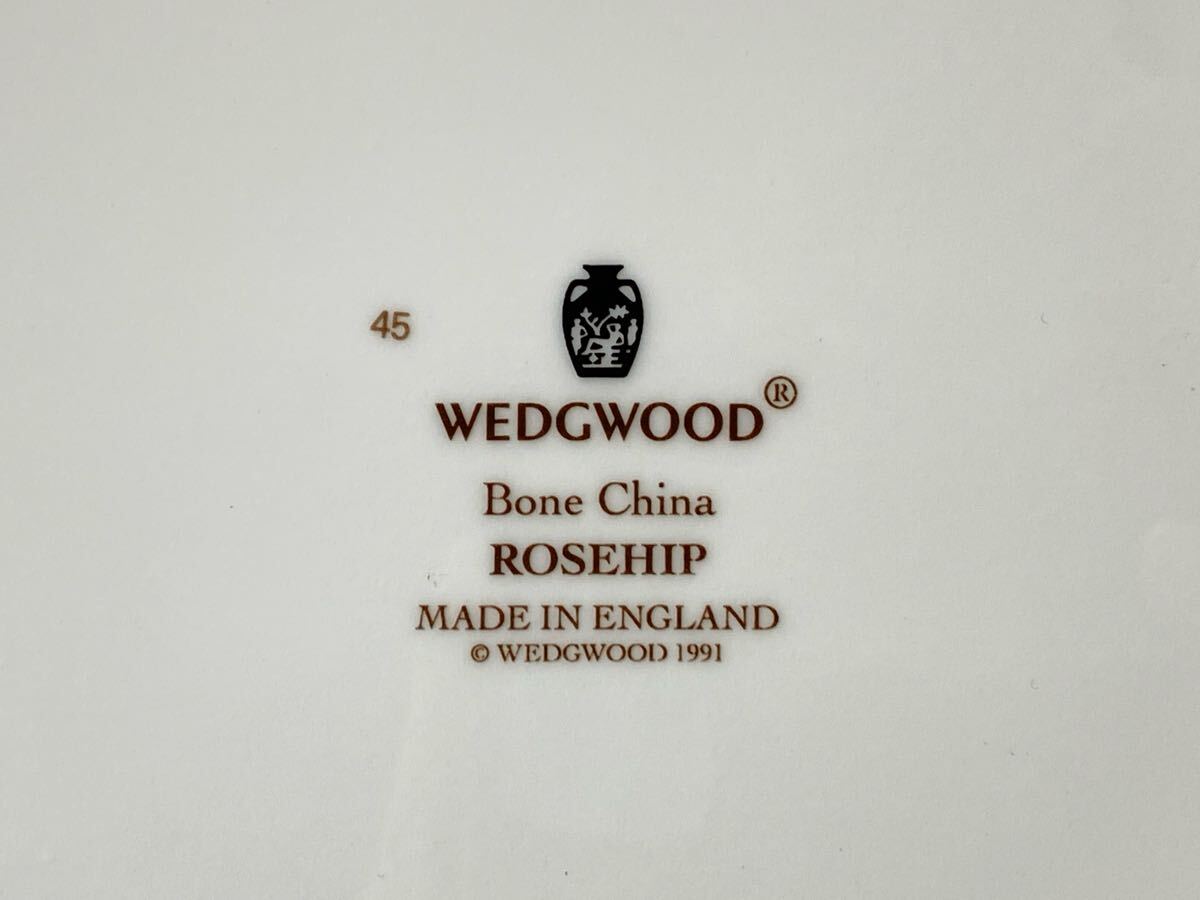 45
WEDGWOOD®
Bone China
ROSEHIP
MADE IN ENGLAND
© WEDGWOOD 1991